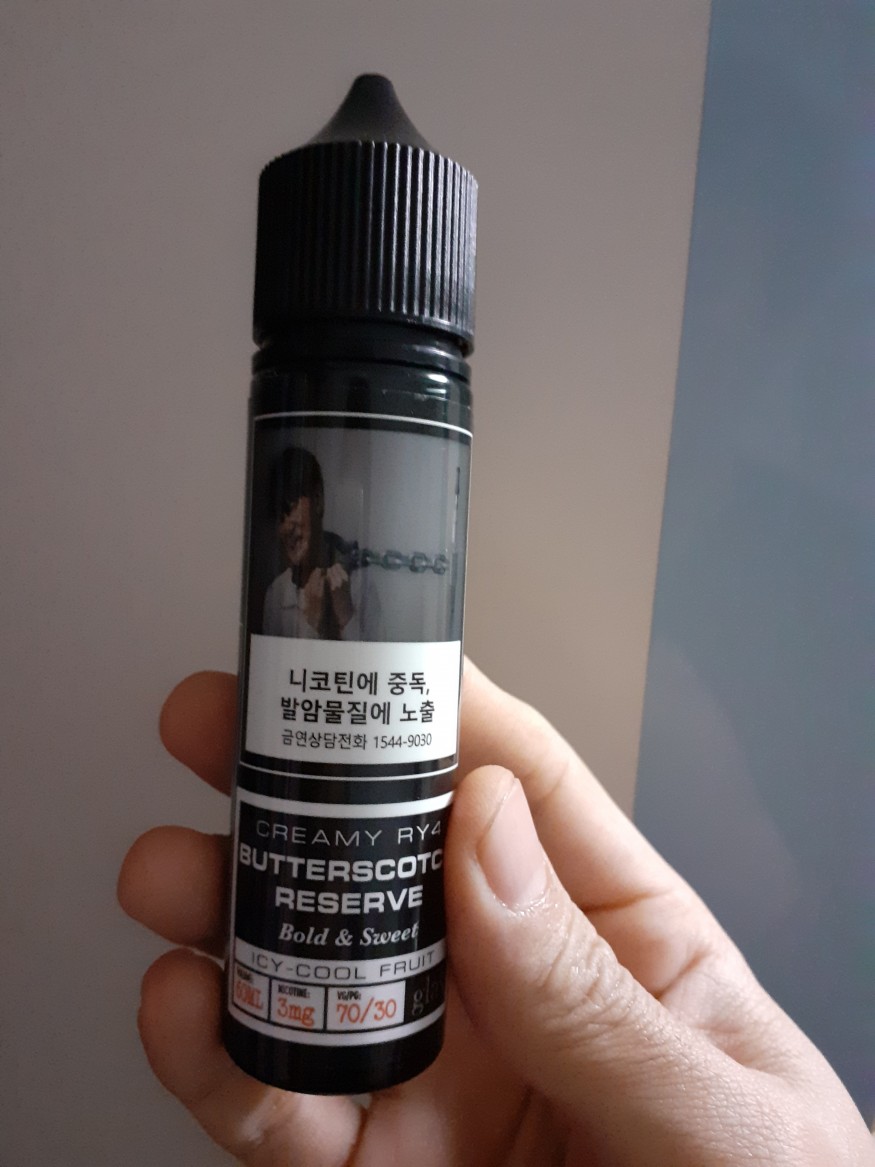 니코틴에 중독,
발암물질에 노출
금연상담전화 1544-9030
CREAMY RY4
BUTTERSCOTC
RESERVE
Bold & Sweet
ICY-COOL FRUIT
VOLUME: NICOTINE: VG/PG:
60ML 3mg 70/30